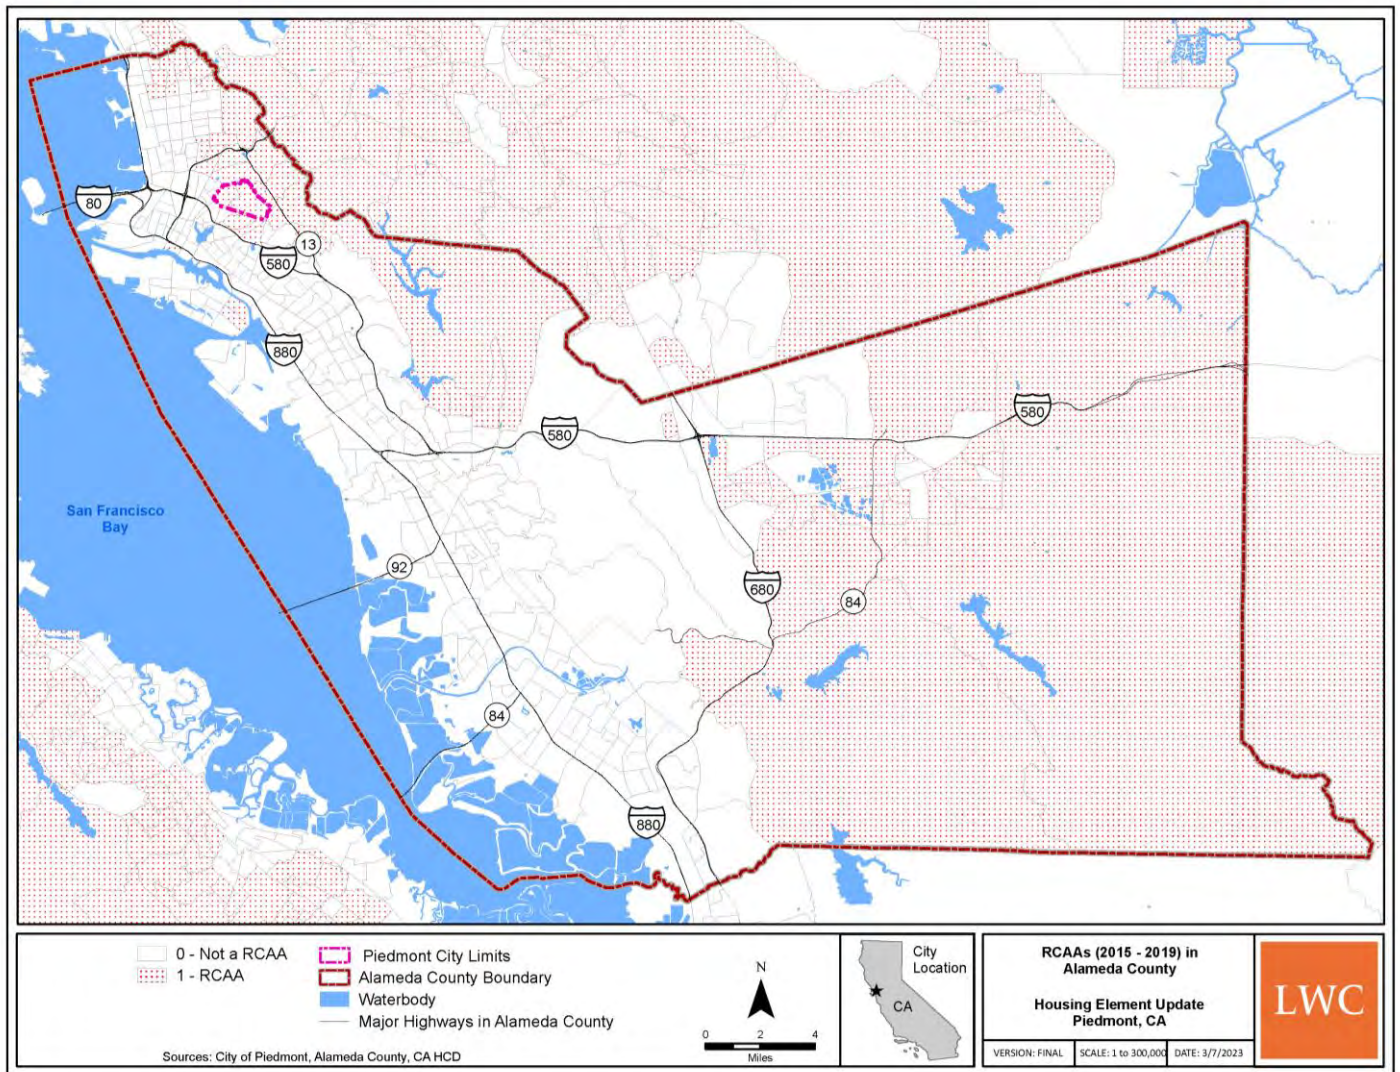 80
13
580
880
580
580
San Francisco
Bay
92
680
84
84
880
0 - Not a RCAA
1 - RCAA
Piedmont City Limits
Alameda County Boundary
Waterbody
Major Highways in Alameda County
Sources: City of Piedmont, Alameda County, CA HCD
N
0 2 4
Miles
City
Location
CA
RCAAs (2015 - 2019) in
Alameda County
Housing Element Update
Piedmont, CA
VERSION: FINAL SCALE: 1 to 300,000 DATE: 3/7/2023
LWC